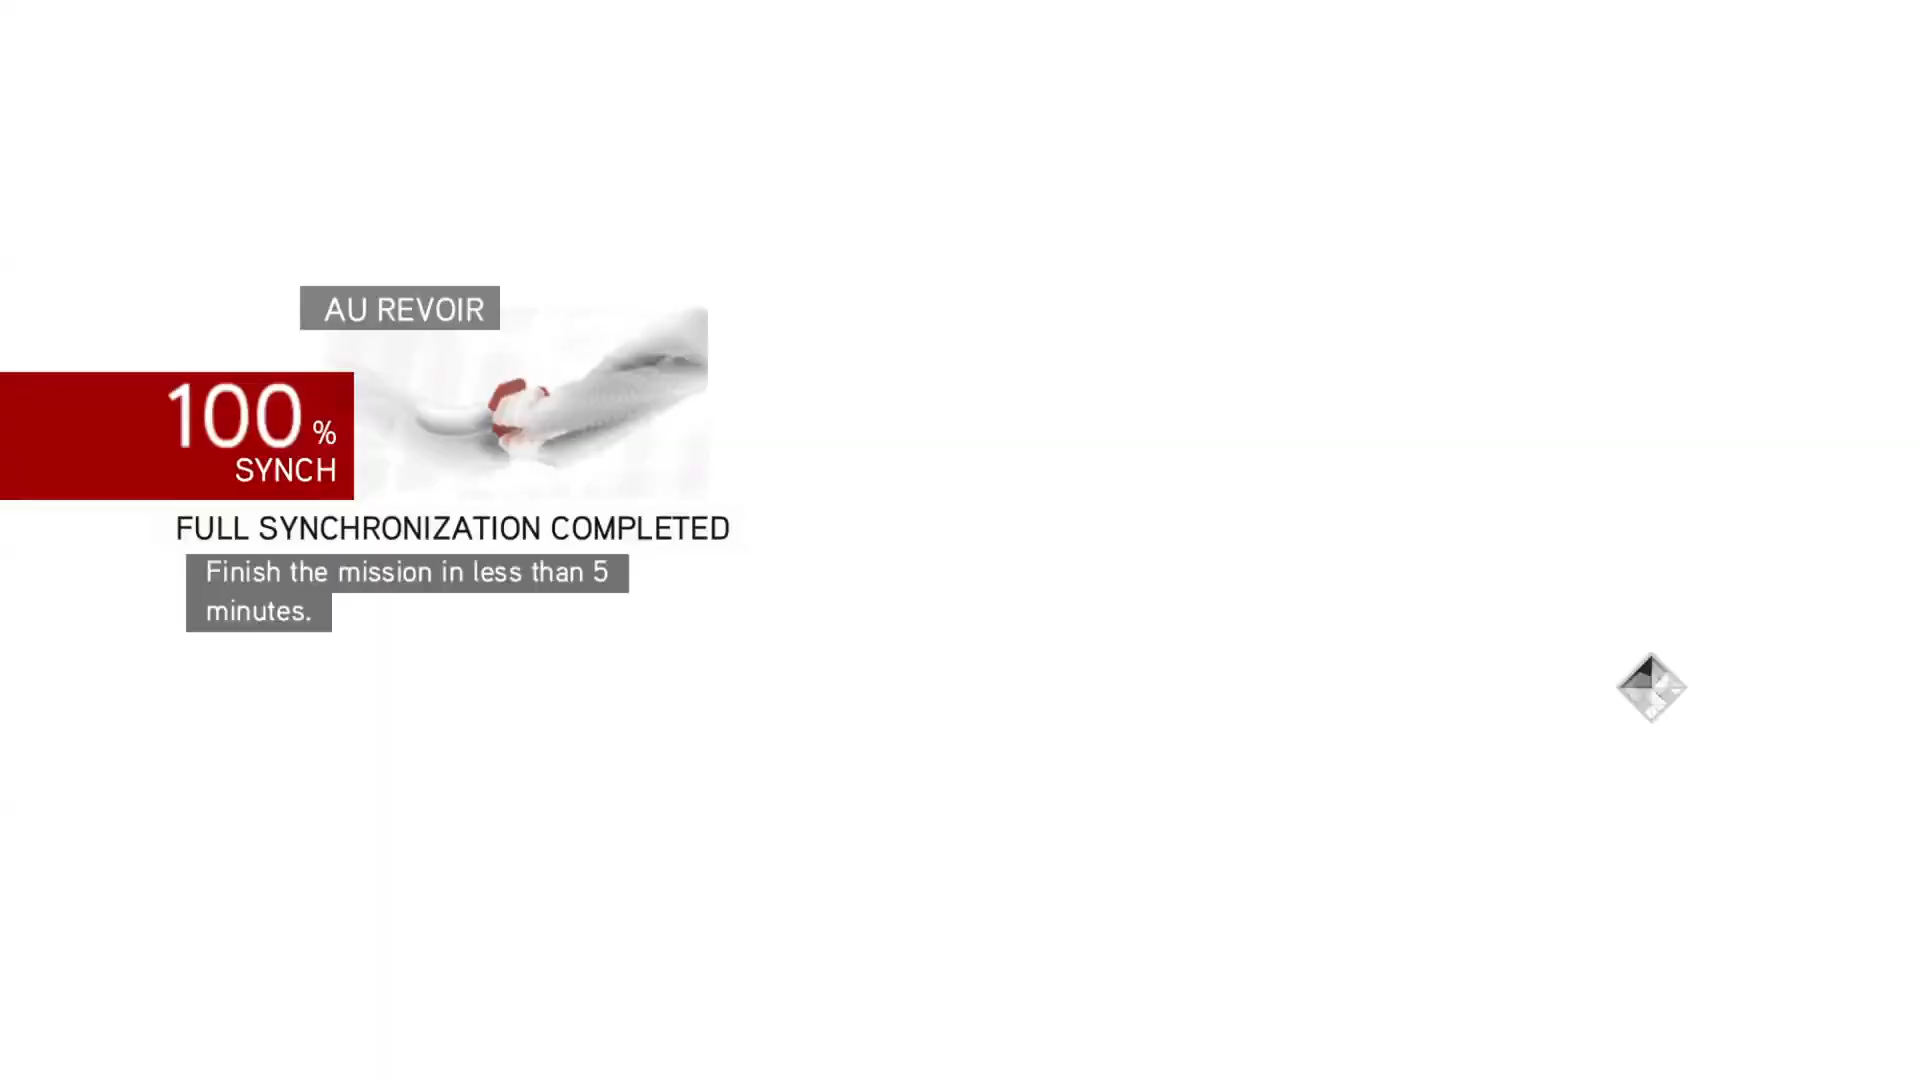 AU REVOIR
100 %
SYNCH
FULL SYNCHRONIZATION COMPLETED
Finish the mission in less than 5
minutes.